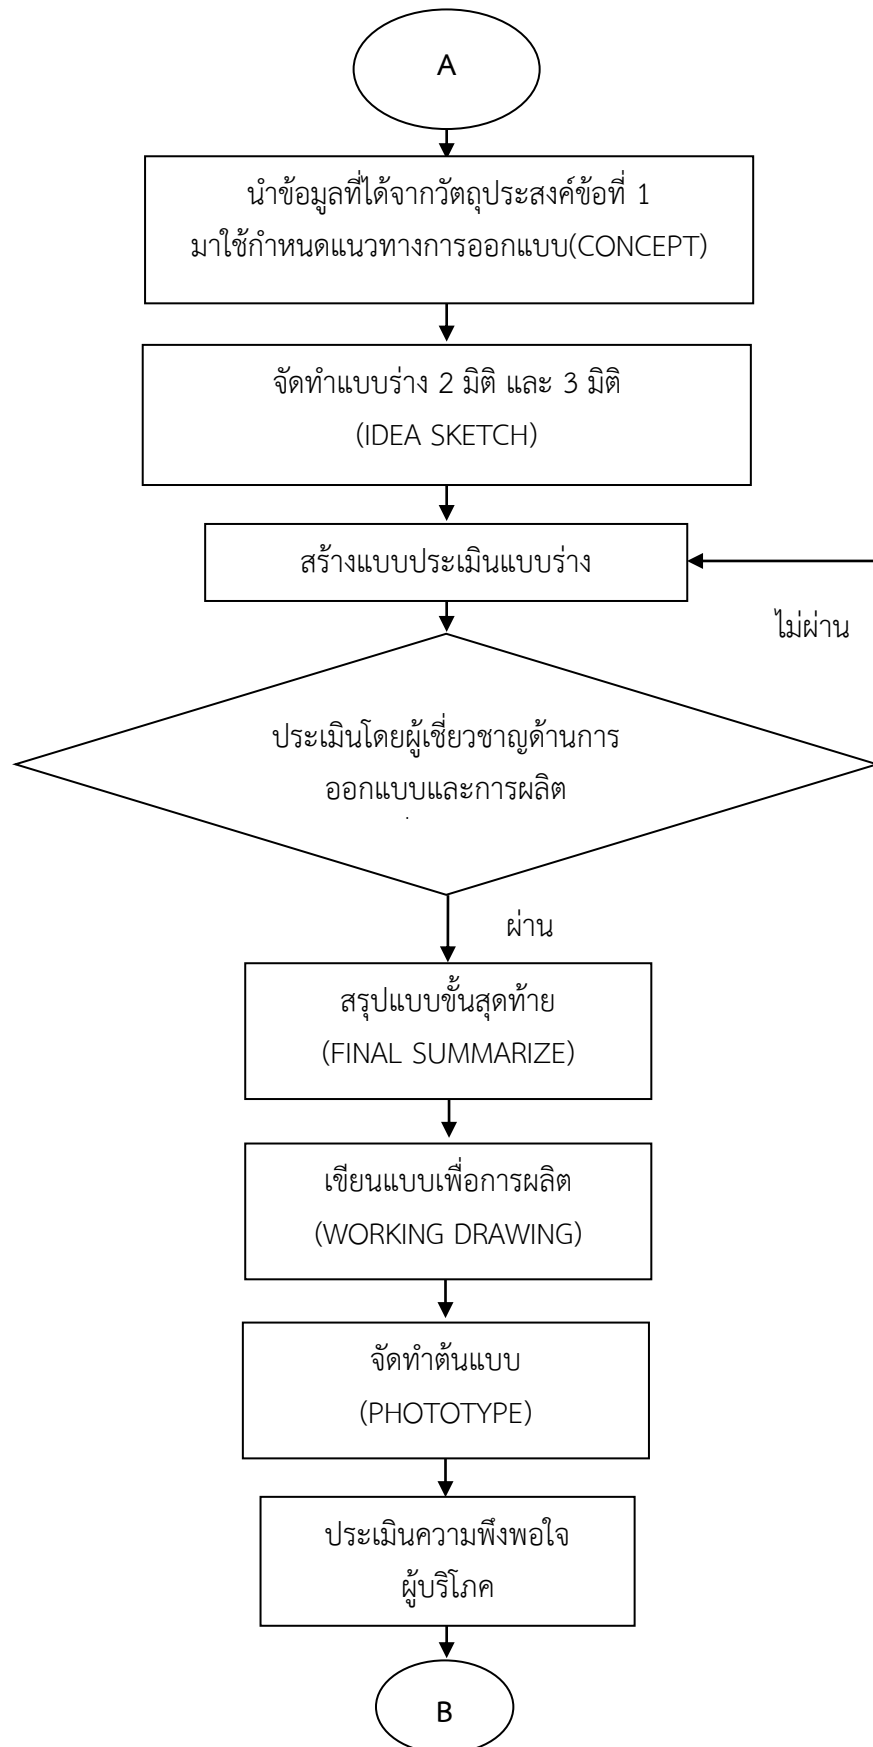 A
นำข้อมูลที่ได้จากวัตถุประสงค์ข้อที่ 1
มาใช้กำหนดแนวทางการออกแบบ(CONCEPT)
จัดทำแบบร่าง 2 มิติ และ 3 มิติ
(IDEA SKETCH)
สร้างแบบประเมินแบบร่าง
ไม่ผ่าน
ประเมินโดยผู้เชี่ยวชาญด้านการ
ออกแบบและการผลิต
ผ่าน
สรุปแบบขั้นสุดท้าย
(FINAL SUMMARIZE)
เขียนแบบเพื่อการผลิต
(WORKING DRAWING)
จัดทำต้นแบบ
(PHOTOTYPE)
ประเมินความพึงพอใจ
ผู้บริโภค
B